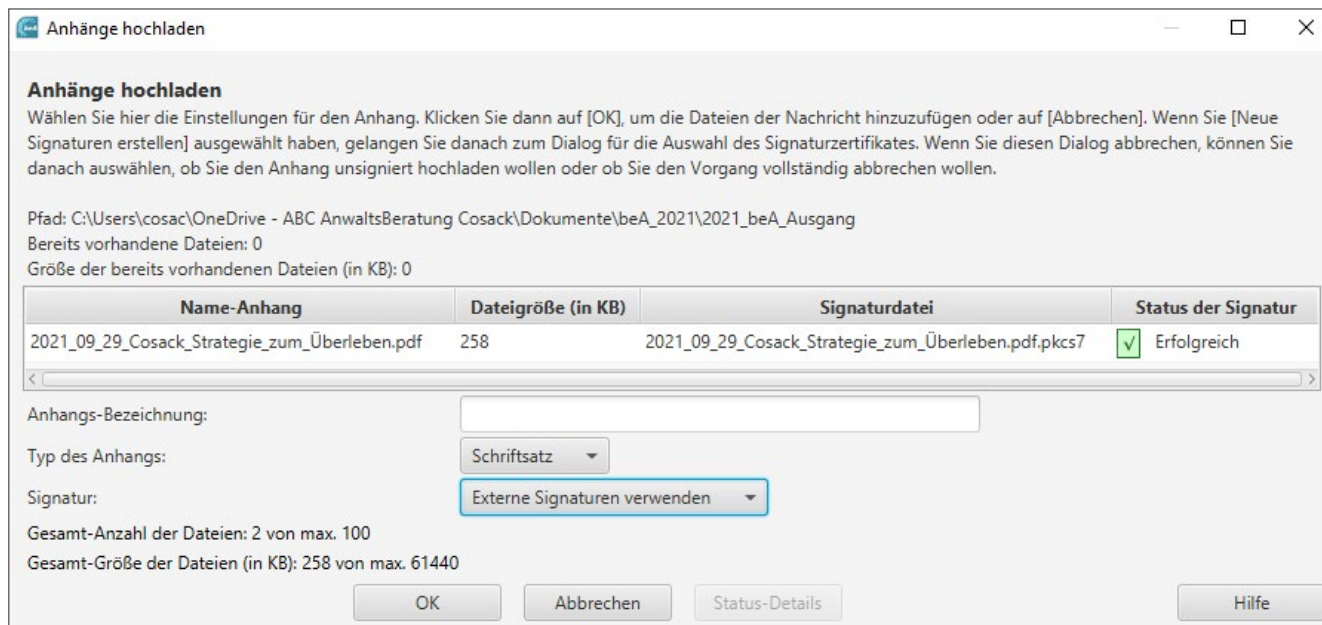 Anhänge hochladen
Anhänge hochladen
Wählen Sie hier die Einstellungen für den Anhang. Klicken Sie dann auf [OK], um die Dateien der Nachricht hinzuzufügen oder auf [Abbrechen]. Wenn Sie [Neue
Signaturen erstellen] ausgewählt haben, gelangen Sie danach zum Dialog für die Auswahl des Signaturzertifikates. Wenn Sie diesen Dialog abbrechen, können Sie
danach auswählen, ob Sie den Anhang unsigniert hochladen wollen oder ob Sie den Vorgang vollständig abbrechen wollen.
Pfad: C:\Users\cosac\OneDrive - ABC AnwaltsBeratung Cosack\Dokumente\beA_2021\2021_beA_Ausgang
Bereits vorhandene Dateien: 0
Größe der bereits vorhandenen Dateien (in KB): 0
Name-Anhang Dateigröße (in KB) Signaturdatei Status der Signatur
2021_09_29_Cosack_Strategie_zum_Überleben.pdf 258 2021_09_29_Cosack_Strategie_zum_Überleben.pdf.pkcs7 √ Erfolgreich
Anhangs-Bezeichnung:
Typ des Anhangs: Schriftsatz
Signatur: Externe Signaturen verwenden
Gesamt-Anzahl der Dateien: 2 von max. 100
Gesamt-Größe der Dateien (in KB): 258 von max. 61440
OK Abbrechen Status-Details Hilfe